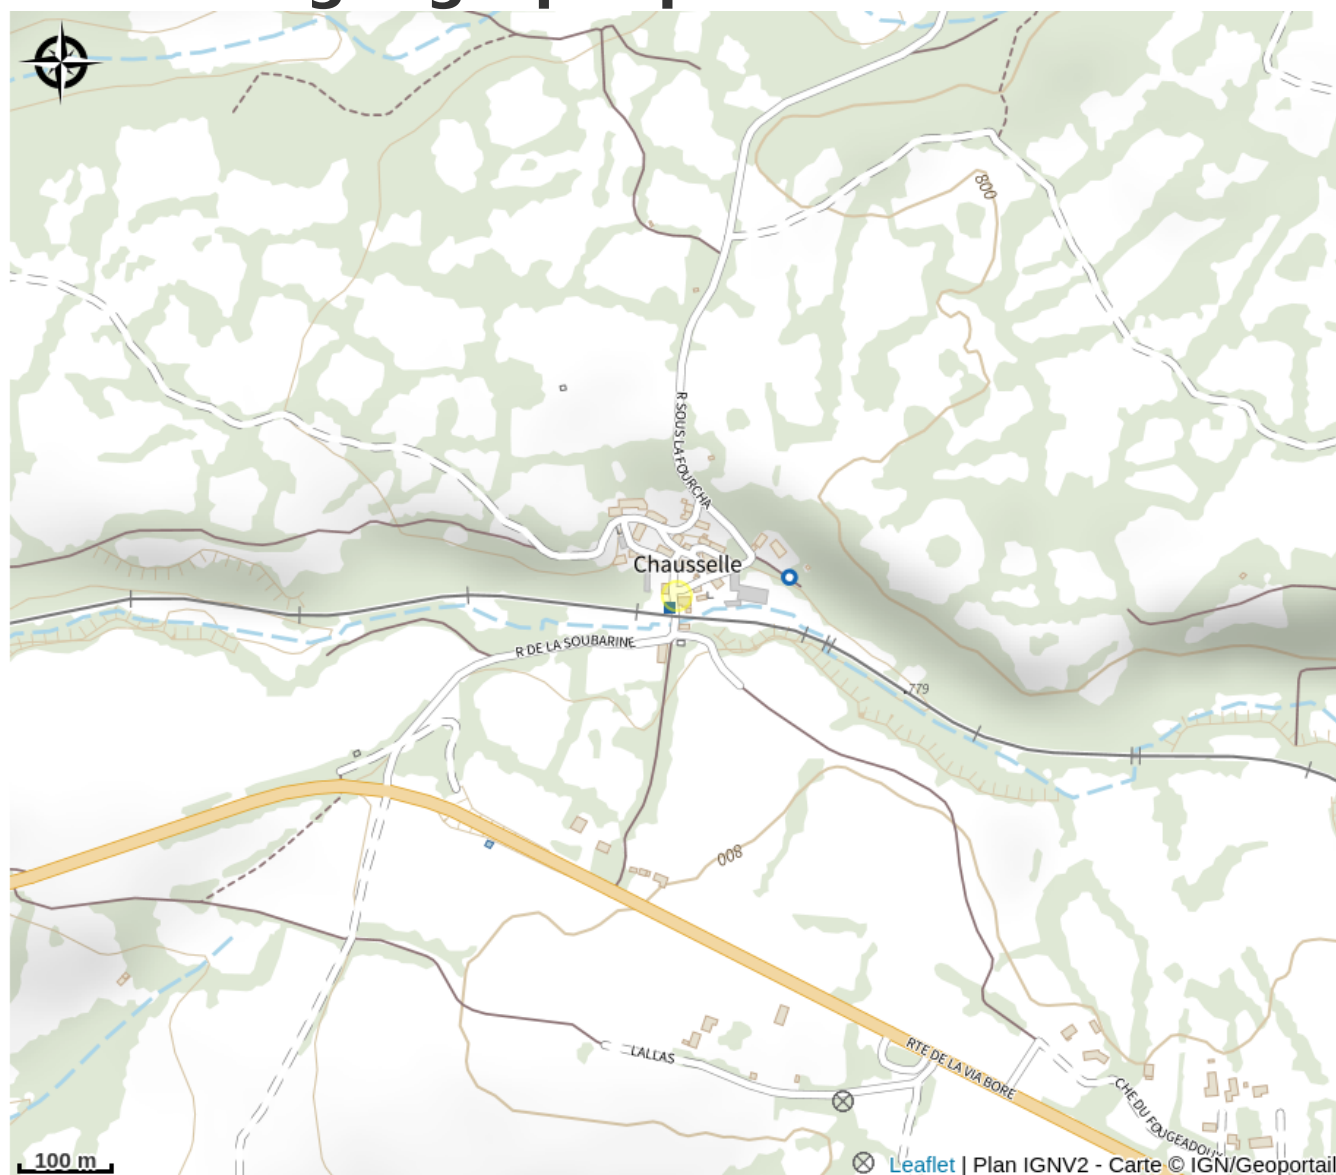 800
R SOUS LA FOURCHA
Chausselle
R DE LA SOUBARINE
779
800
RTE DE LA VIA BORE
LALLAS
CHE DU FOUGEADOU
100 m
Leaflet | Plan IGNV2 - Carte © IGN/Geoportail